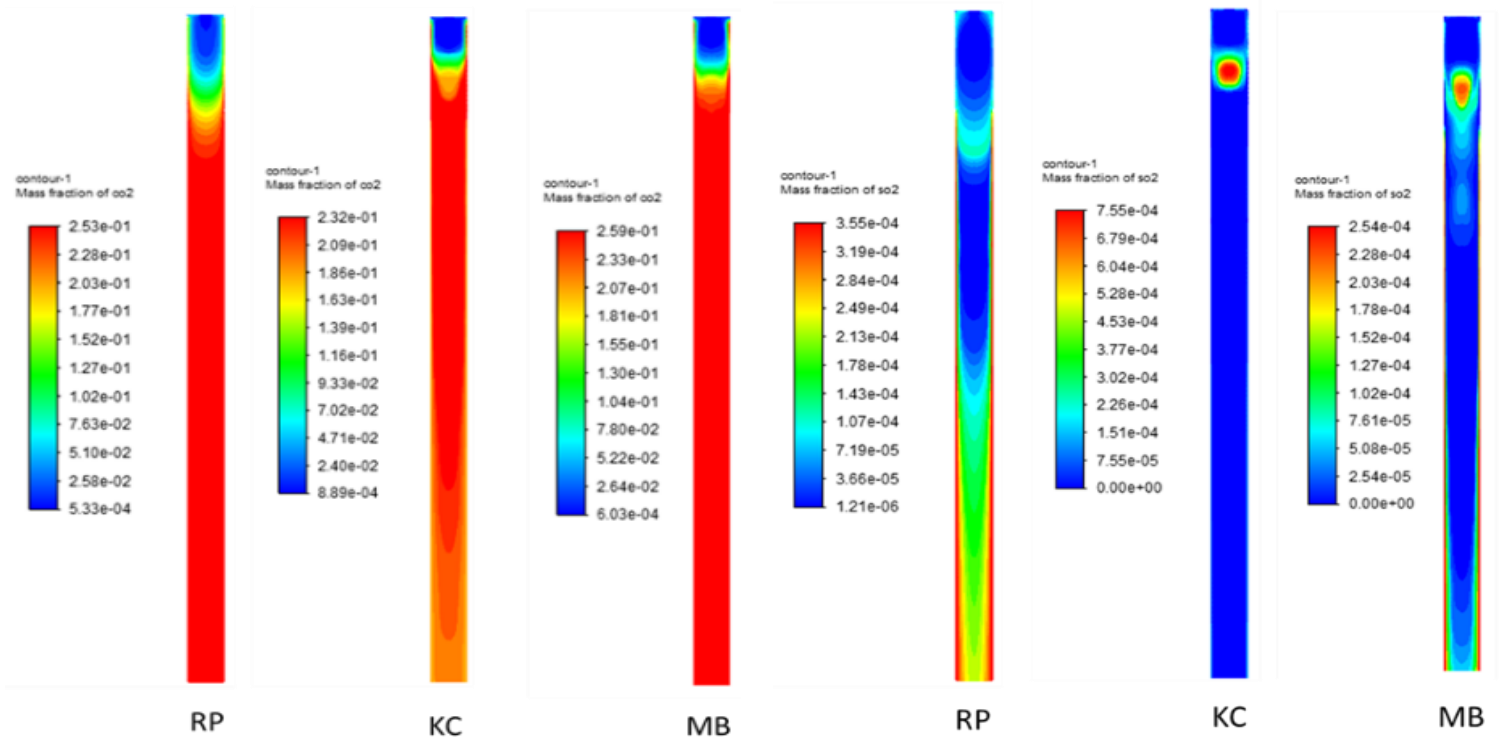 contour-1
Mass fraction of co2
2.53e-01
2.28e-01
2.03e-01
1.77e-01
1.52e-01
1.27e-01
1.02e-01
7.63e-02
5.10e-02
2.58e-02
5.33e-04
RP
contour-1
Mass fraction of co2
2.32e-01
2.09e-01
1.86e-01
1.63e-01
1.39e-01
1.16e-01
9.33e-02
7.02e-02
4.71e-02
2.40e-02
8.89e-04
KC
contour-1
Mass fraction of co2
2.59e-01
2.33e-01
2.07e-01
1.81e-01
1.55e-01
1.30e-01
1.04e-01
7.80e-02
5.22e-02
2.64e-02
6.03e-04
MB
contour-1
Mass fraction of so2
3.55e-04
3.19e-04
2.84e-04
2.49e-04
2.13e-04
1.78e-04
1.43e-04
1.07e-04
7.19e-05
3.66e-05
1.21e-06
RP
contour-1
Mass fraction of so2
7.55e-04
6.79e-04
6.04e-04
5.28e-04
4.53e-04
3.77e-04
3.02e-04
2.26e-04
1.51e-04
7.55e-05
0.00e+00
KC
contour-1
Mass fraction of so2
2.54e-04
2.28e-04
2.03e-04
1.78e-04
1.52e-04
1.27e-04
1.02e-04
7.61e-05
5.08e-05
2.54e-05
0.00e+00
MB